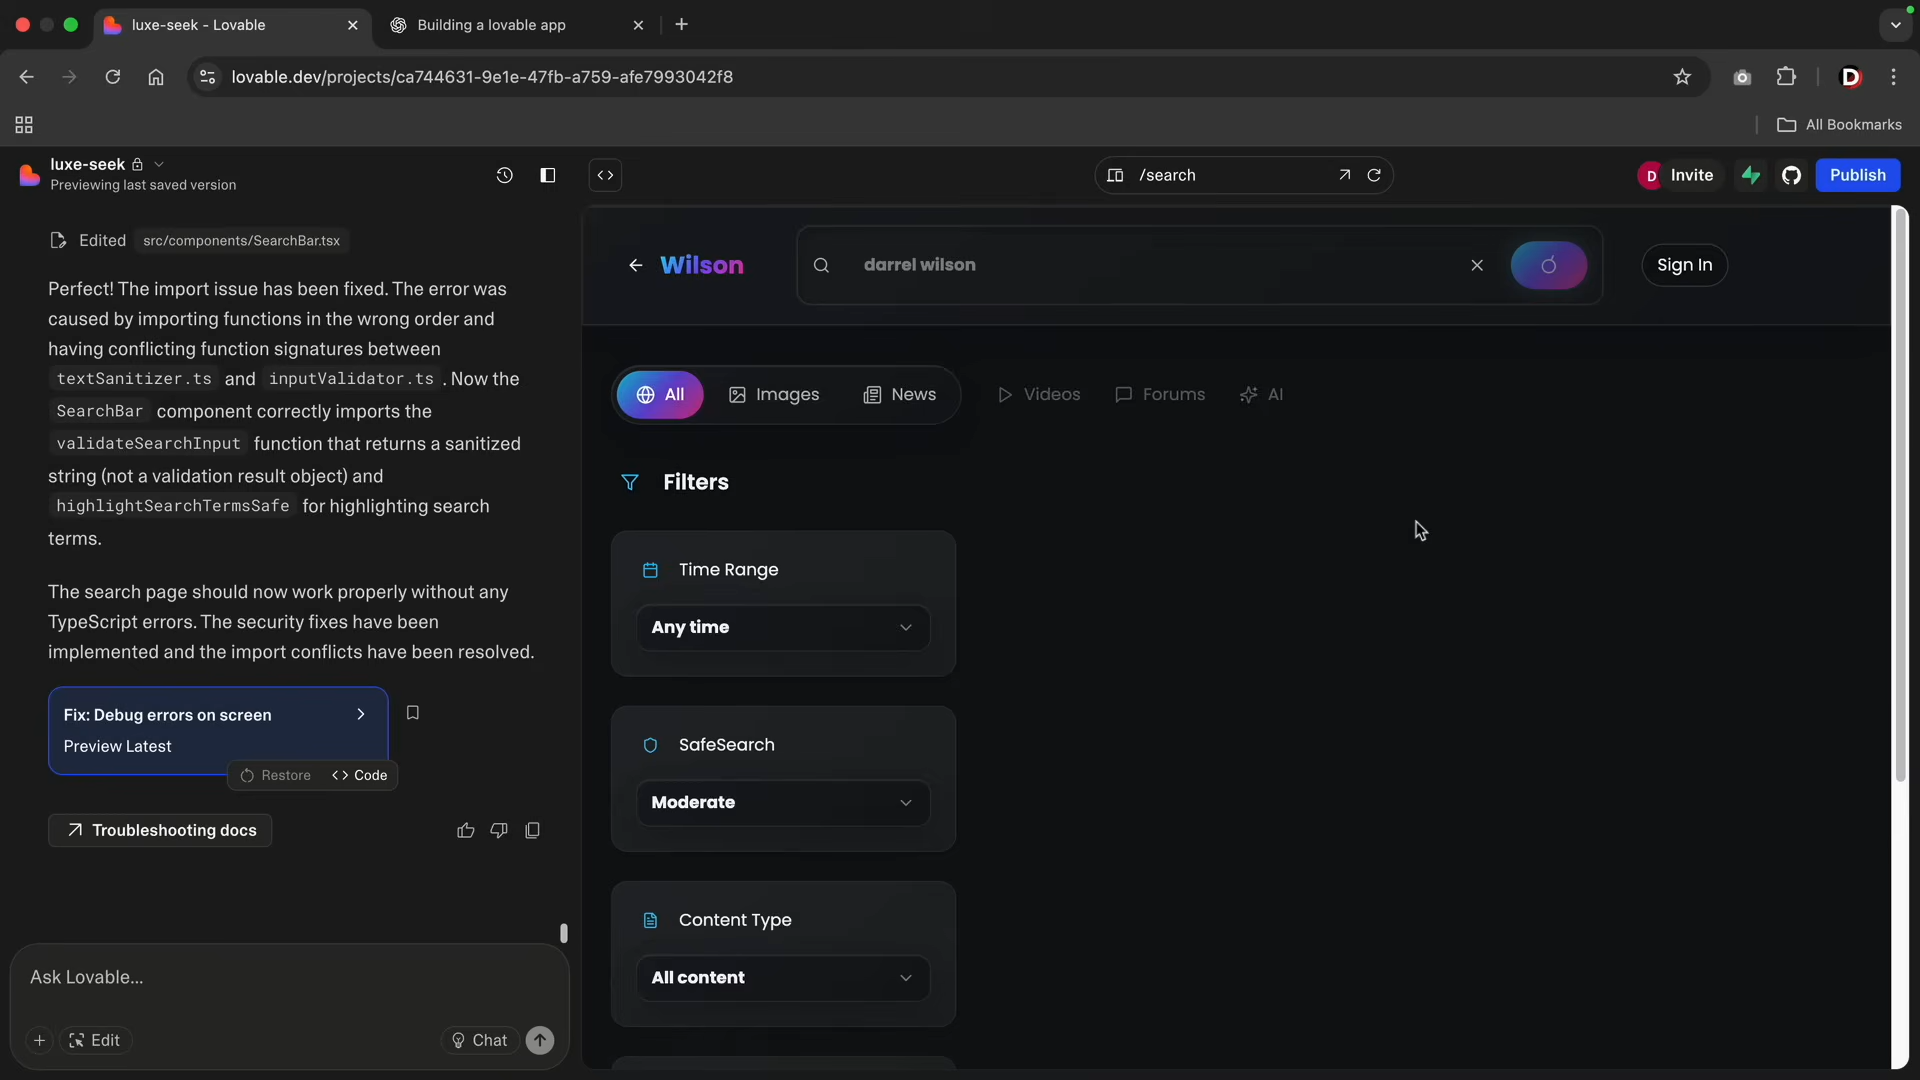 luxe-seek - Lovable
Building a lovable app
lovable.dev/projects/ca744631-9e1e-47fb-a759-afe7993042f8
D
All Bookmarks
luxe-seek
Previewing last saved version
/search
D
Invite
Publish
Edited src/components/SearchBar.tsx
Perfect! The import issue has been fixed. The error was
caused by importing functions in the wrong order and
having conflicting function signatures between
textSanitizer.ts and inputValidator.ts . Now the
SearchBar component correctly imports the
validateSearchInput function that returns a sanitized
string (not a validation result object) and
highlightSearchTermsSafe for highlighting search
terms.
The search page should now work properly without any
TypeScript errors. The security fixes have been
implemented and the import conflicts have been resolved.
Fix: Debug errors on screen
Preview Latest
Restore
Code
Troubleshooting docs
Ask Lovable...
Edit
Chat
Wilson
darrel wilson
Sign In
All
Images
News
Videos
Forums
AI
Filters
Time Range
Any time
SafeSearch
Moderate
Content Type
All content